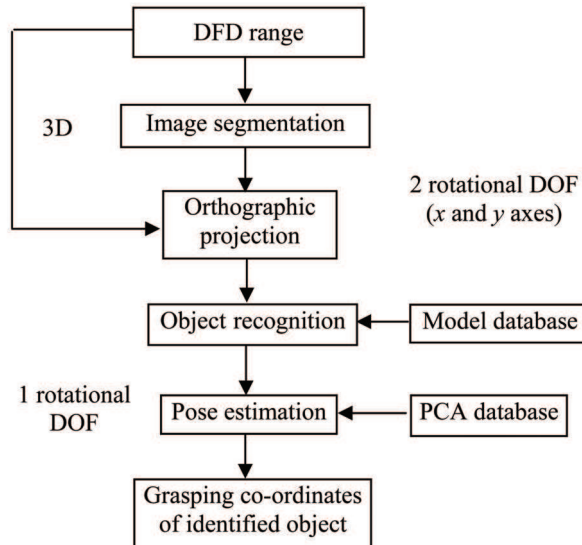 DFD range
3D
Image segmentation
2 rotational DOF
(x and y axes)
Orthographic
projection
Object recognition
Model database
1 rotational
DOF
Pose estimation
PCA database
Grasping co-ordinates
of identified object